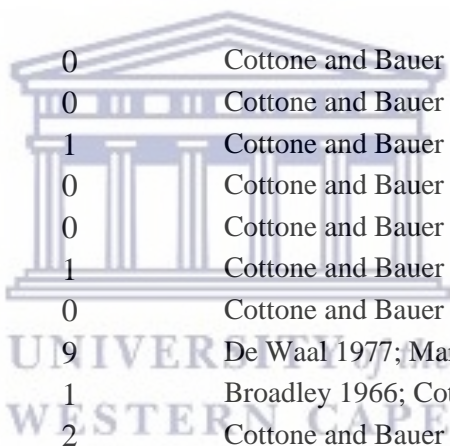 0 Cottone and Bauer
0 Cottone and Bauer
1 Cottone and Bauer
0 Cottone and Bauer
0 Cottone and Bauer
1 Cottone and Bauer
0 Cottone and Bauer
9 De Waal 1977; Mar
1 Broadley 1966; Cot
2 Cottone and Bauer
UNIVERSITY of the
WESTERN CAPE